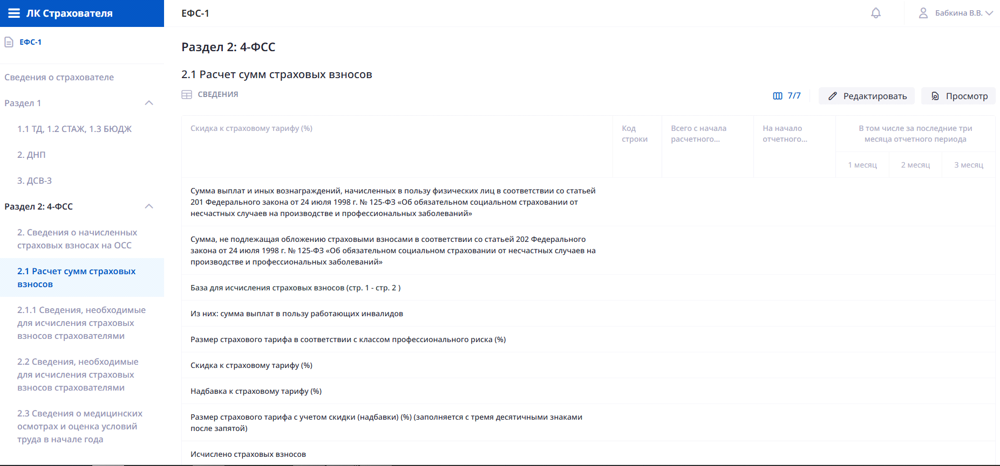 ЛК Страхователя
ЕФС-1
Бабкина В.В.
ЕФС-1
Сведения о страхователе
Раздел 1
1.1 ТД, 1.2 СТАЖ, 1.3 БЮДЖ
2. ДНП
3. ДСВ-3
Раздел 2: 4-ФСС
2. Сведения о начисленных
страховых взносах на ОСС
2.1 Расчет сумм страховых
взносов
2.1.1 Сведения, необходимые
для исчисления страховых
взносов страхователями
2.2 Сведения, необходимые
для исчисления страховых
взносов страхователями
2.3 Сведения о медицинских
осмотрах и оценка условий
труда в начале года
Раздел 2: 4-ФСС
2.1 Расчет сумм страховых взносов
СВЕДЕНИЯ
7/7
Редактировать
Просмотр
Скидка к страховому тарифу (%)
Код
строки
Всего с начала
расчетного...
На начало
отчетного...
В том числе за последние три
месяца отчетного периода
1 месяц
2 месяц
3 месяц
Сумма выплат и иных вознаграждений, начисленных в пользу физических лиц в соответствии со статьей
201 Федерального закона от 24 июля 1998 г. № 125-ФЗ «Об обязательном социальном страховании от
несчастных случаев на производстве и профессиональных заболеваний»
Сумма, не подлежащая обложению страховыми взносами в соответствии со статьей 202 Федерального
закона от 24 июля 1998 г. № 125-ФЗ «Об обязательном социальном страховании от несчастных случаев на
производстве и профессиональных заболеваний»
База для исчисления страховых взносов (стр. 1 - стр. 2 )
Из них: сумма выплат в пользу работающих инвалидов
Размер страхового тарифа в соответствии с классом профессионального риска (%)
Скидка к страховому тарифу (%)
Надбавка к страховому тарифу (%)
Размер страхового тарифа с учетом скидки (надбавки) (%) (заполняется с тремя десятичными знаками
после запятой)
Исчислено страховых взносов